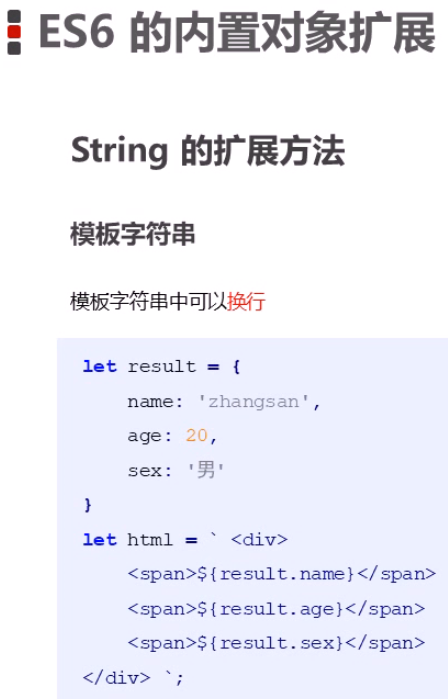 ES6 的内置对象扩展
String 的扩展方法
模板字符串
模板字符串中可以换行
let result = {
    name: 'zhangsan',
    age: 20,
    sex: '男'
}
let html = ` <div>
    <span>${result.name}</span>
    <span>${result.age}</span>
    <span>${result.sex}</span>
</div> `;